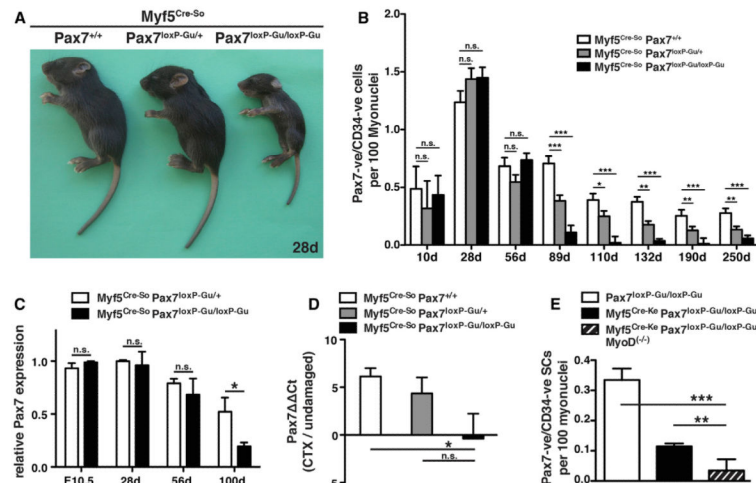 A
Myf5Cre-So
Pax7+/+ Pax7loxP-Gu/+ Pax7loxP-Gu/loxP-Gu
28d
B
Pax7-ve/CD34-ve cells
per 100 Myonuclei
1.5
1.0
0.5
0.0
Myf5Cre-So Pax7+/+
Myf5Cre-So Pax7loxP-Gu/+
Myf5Cre-So Pax7loxP-Gu/loxP-Gu
n.s.
n.s.
n.s.
n.s.
n.s.
n.s.
***
***
***
*
***
**
***
**
***
**
10d 28d 56d 89d 110d 132d 190d 250d
C
Myf5Cre-So Pax7loxP-Gu/+
Myf5Cre-So Pax7loxP-Gu/loxP-Gu
relative Pax7 expression
1.0
0.5
0.0
n.s.
n.s.
n.s.
*
E10.5 28d 56d 100d
D
Myf5Cre-So Pax7+/+
Myf5Cre-So Pax7loxP-Gu/+
Myf5Cre-So Pax7loxP-Gu/loxP-Gu
Pax7ΔΔCt
(CTX / undamaged)
10
5
0
*
n.s.
E
Pax7loxP-Gu/loxP-Gu
Myf5Cre-Ke Pax7loxP-Gu/loxP-Gu
Myf5Cre-Ke Pax7loxP-Gu/loxP-Gu
MyoD(-/-)
Pax7-ve/CD34-ve SCs
per 100 myonuclei
0.4
0.3
0.2
0.1
***
**